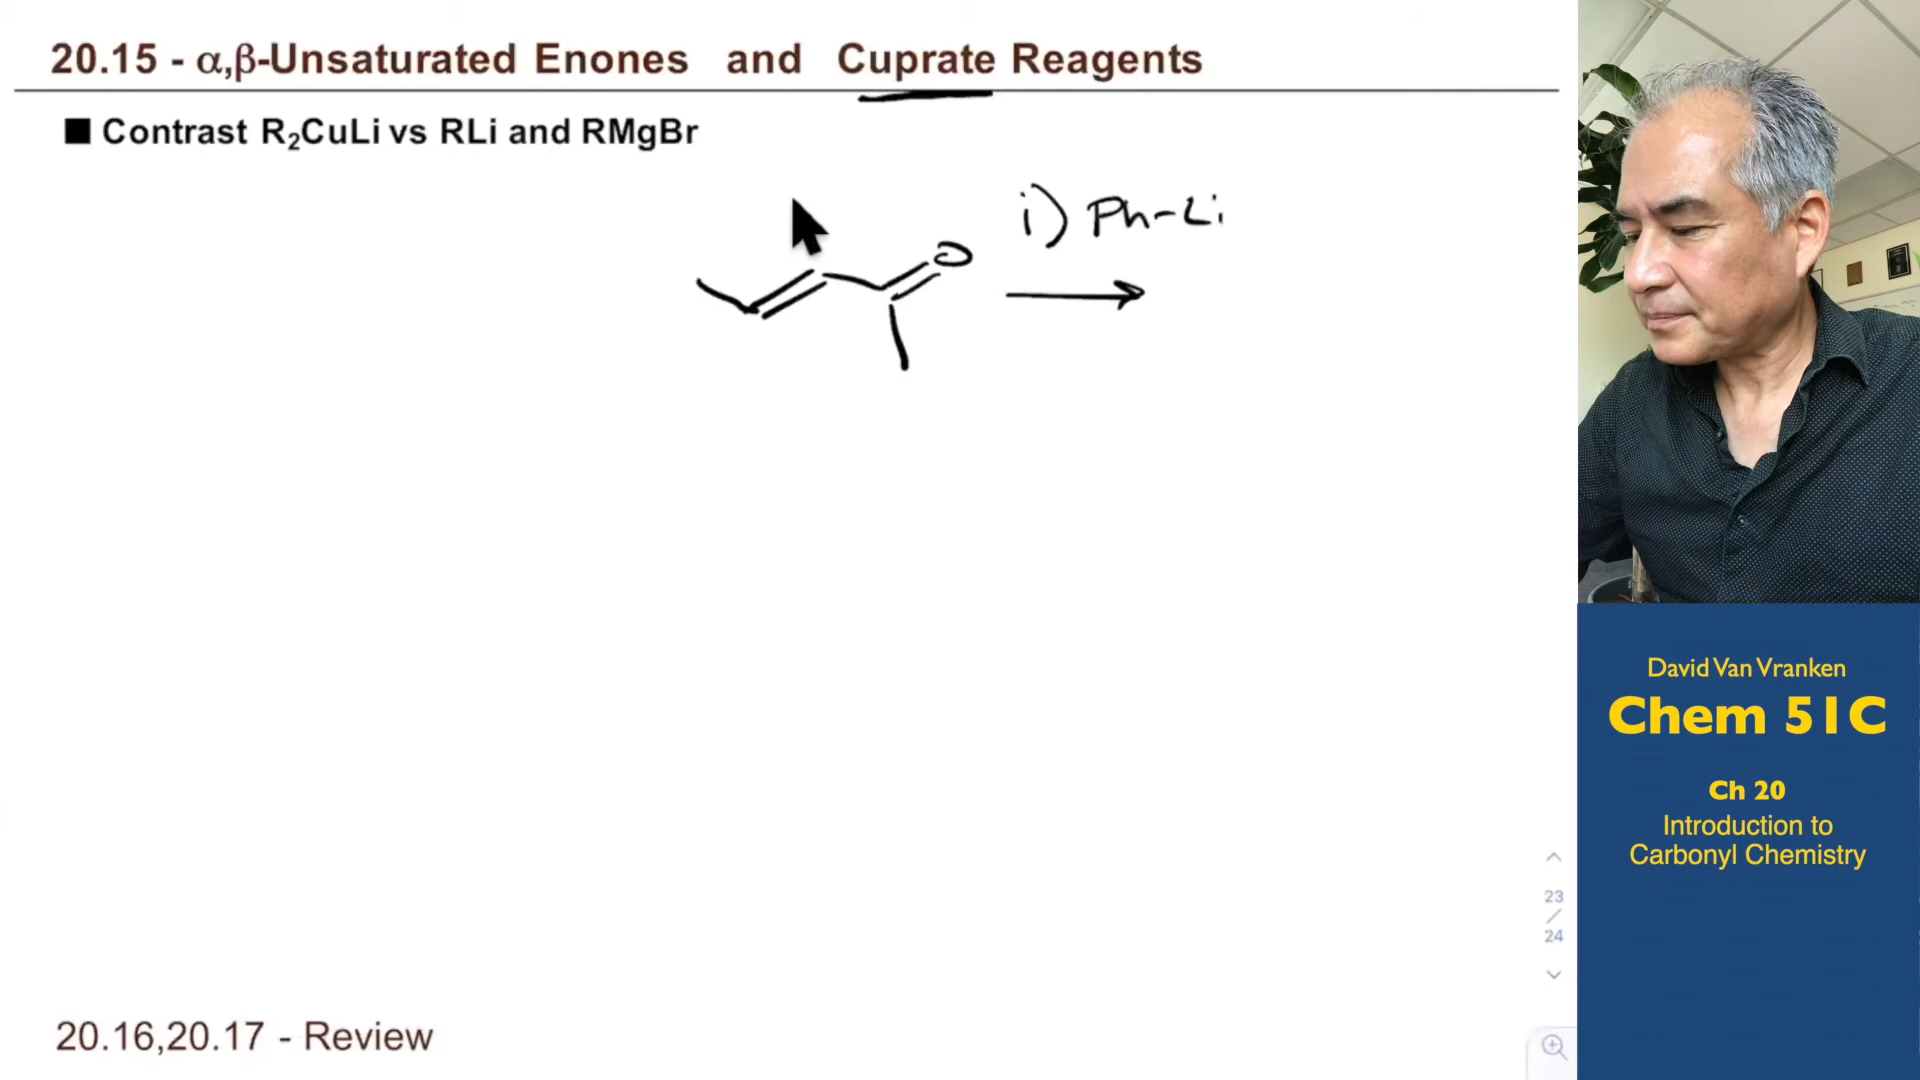 20.15 - α,β-Unsaturated Enones and Cuprate Reagents
■ Contrast R₂CuLi vs RLi and RMgBr
i) Ph-Li
O
David Van Vranken
Chem 51C
Ch 20
Introduction to
Carbonyl Chemistry
23
/
24
20.16,20.17 - Review